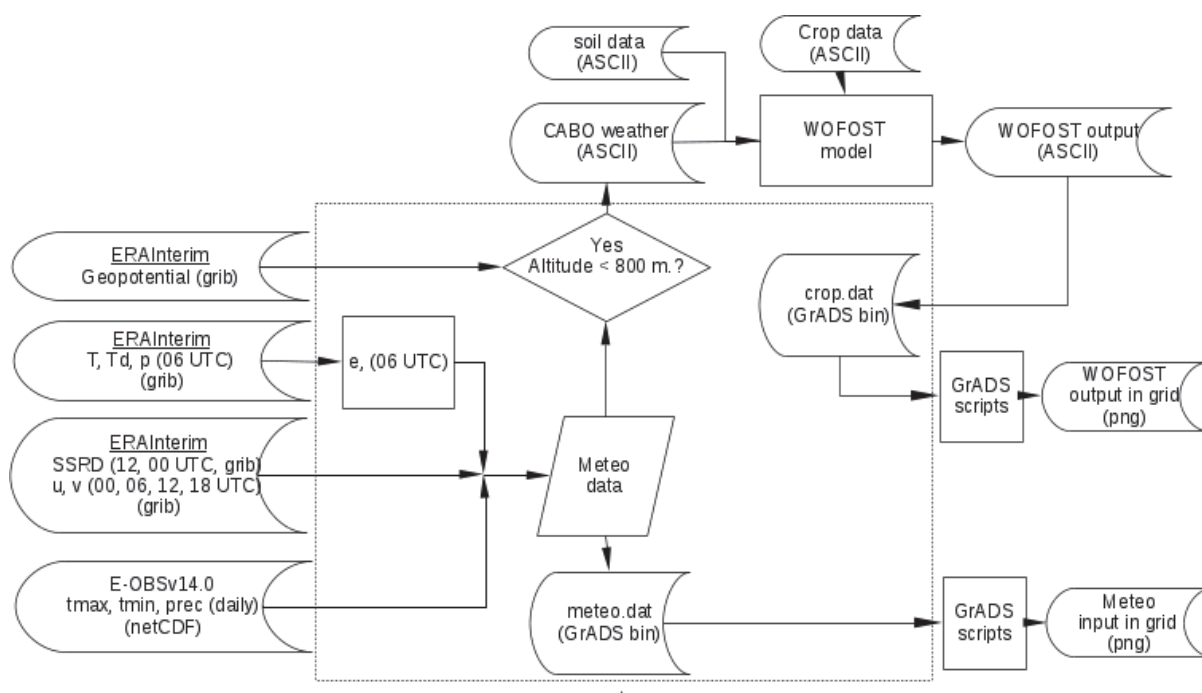 soil data
(ASCII)
Crop data
(ASCII)
CABO weather
(ASCII)
WOFOST
model
WOFOST output
(ASCII)
ERAInterim
Geopotential (grib)
Yes
Altitude < 800 m.?
crop.dat
(GrADS bin)
ERAInterim
T, Td, p (06 UTC)
(grib)
e, (06 UTC)
GrADS
scripts
WOFOST
output in grid
(png)
ERAInterim
SSRD (12, 00 UTC, grib)
u, v (00, 06, 12, 18 UTC)
(grib)
Meteo
data
E-OBSv14.0
tmax, tmin, prec (daily)
(netCDF)
meteo.dat
(GrADS bin)
GrADS
scripts
Meteo
input in grid
(png)